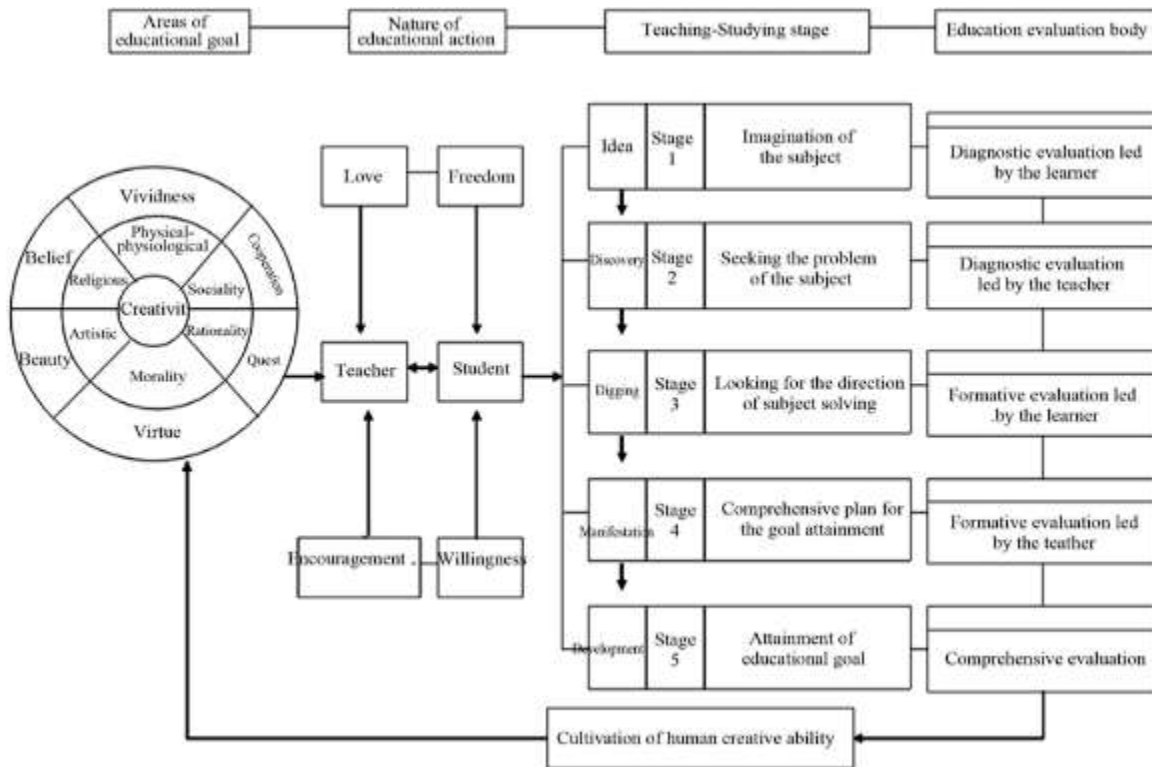 Areas of
educational goal
Nature of
educational action
Teaching-Studying stage
Education evaluation body
Vividness
Belief
Cooperation
Physical-
physiological
Religious
Sociality
Creativit
Artistic
Rationality
Beauty
Quest
Morality
Virtue
Love
Freedom
Teacher
Student
Encouragement .
Willingness
Idea
Stage
1
Imagination of
the subject
Diagnostic evaluation led
by the learner
Discovery
Stage
2
Seeking the problem
of the subject
Diagnostic evaluation
led by the teacher
Digging
Stage
3
Looking for the direction
of subject solving
Formative evaluation led
.by the learner
Manifestation
Stage
4
Comprehensive plan for
the goal attainment
Formative evaluation led
by the teather
Development
Stage
5
Attainment of
educational goal
Comprehensive evaluation
Cultivation of human creative ability